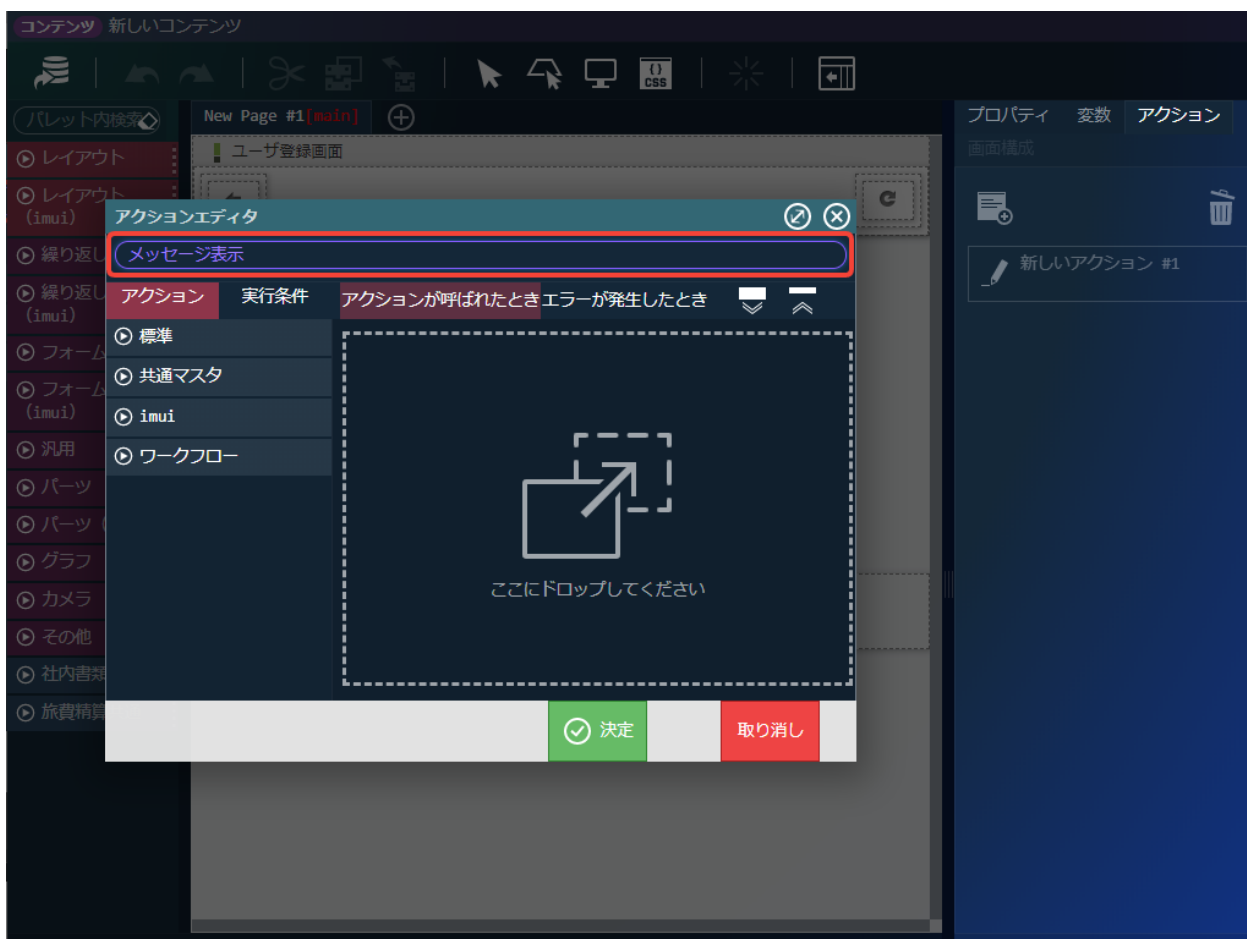 コンテンツ 新しいコンテンツ
{} CSS
パレット内検索
New Page #1[main]
プロパティ 変数 アクション
画面構成
レイアウト
ユーザ登録画面
レイアウト
(imui)
アクションエディタ
メッセージ表示
繰り返し
新しいアクション #1
アクション 実行条件 アクションが呼ばれたとき エラーが発生したとき
繰り返し
(imui)
標準
フォーム
共通マスタ
フォーム
(imui)
imui
汎用
ワークフロー
パーツ
パーツ (
グラフ
ここにドロップしてください
カメラ
その他
社内書類
旅費精算
決定 取り消し